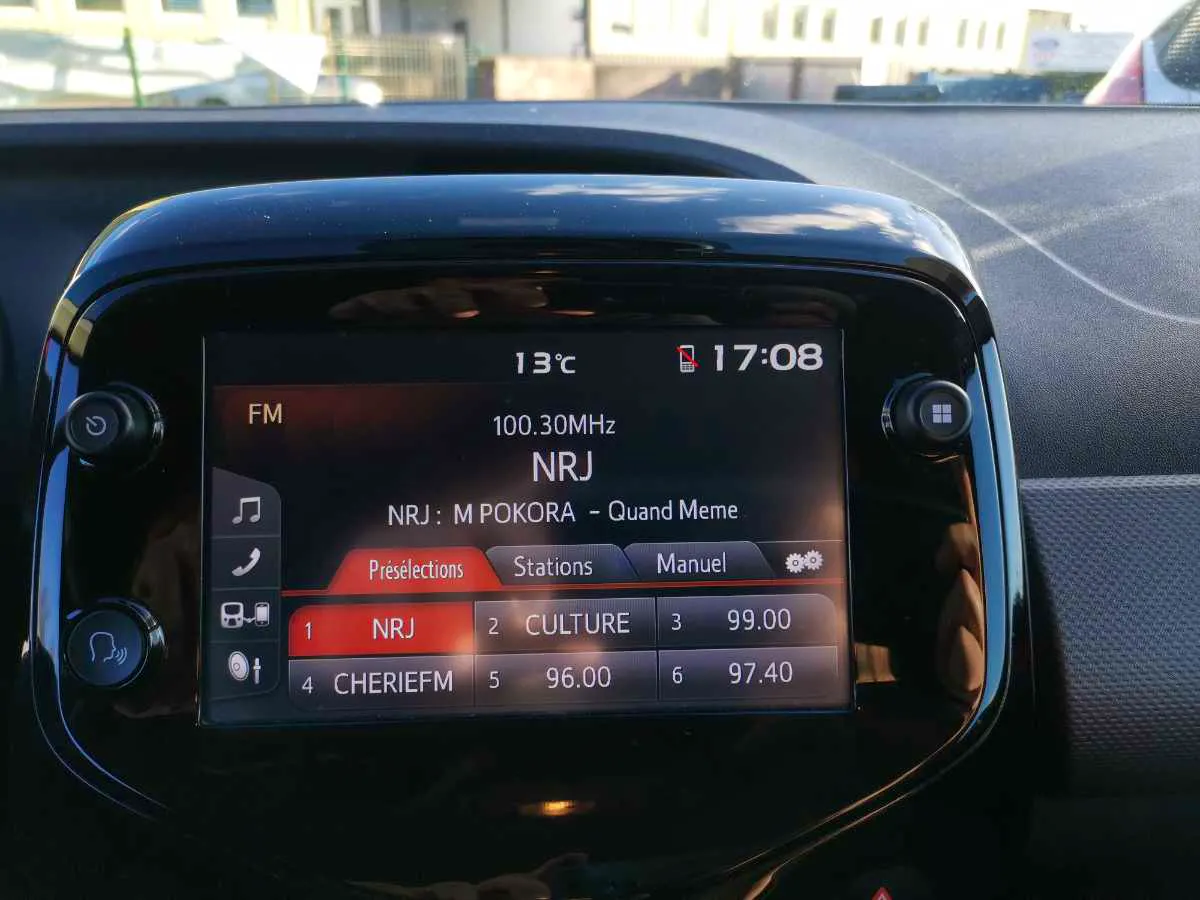 13°C 17:08
FM
100.30MHz
NRJ
NRJ : M POKORA - Quand Meme
Présélections Stations Manuel
1 NRJ 2 CULTURE 3 99.00
4 CHERIEFM 5 96.00 6 97.40